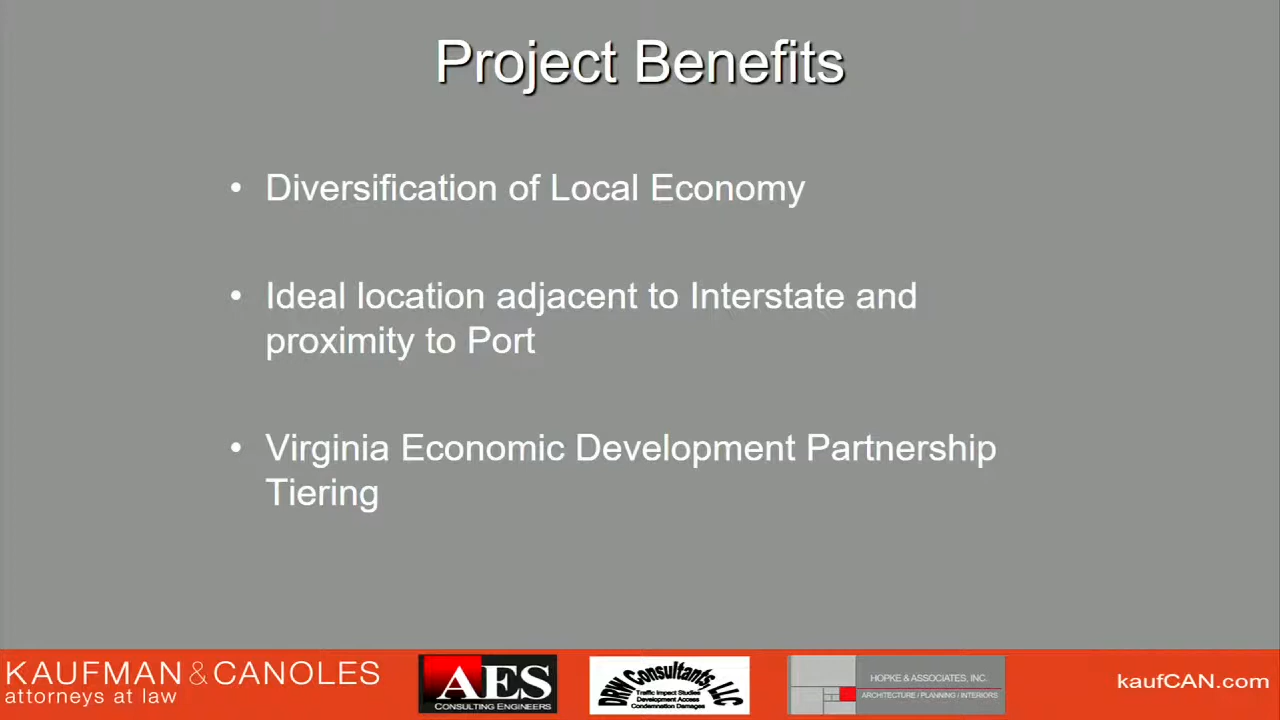 Project Benefits
• Diversification of Local Economy
• Ideal location adjacent to Interstate and
proximity to Port
• Virginia Economic Development Partnership
Tiering
KAUFMAN & CANOLES
attorneys at law
AES
CONSULTING ENGINEERS
DRW Consultants, LLC
Traffic Impact Studies
Development Access
Condemnation Damages
HOPKE & ASSOCIATES, INC.
ARCHITECTURE / PLANNING / INTERIORS
kaufCAN.com